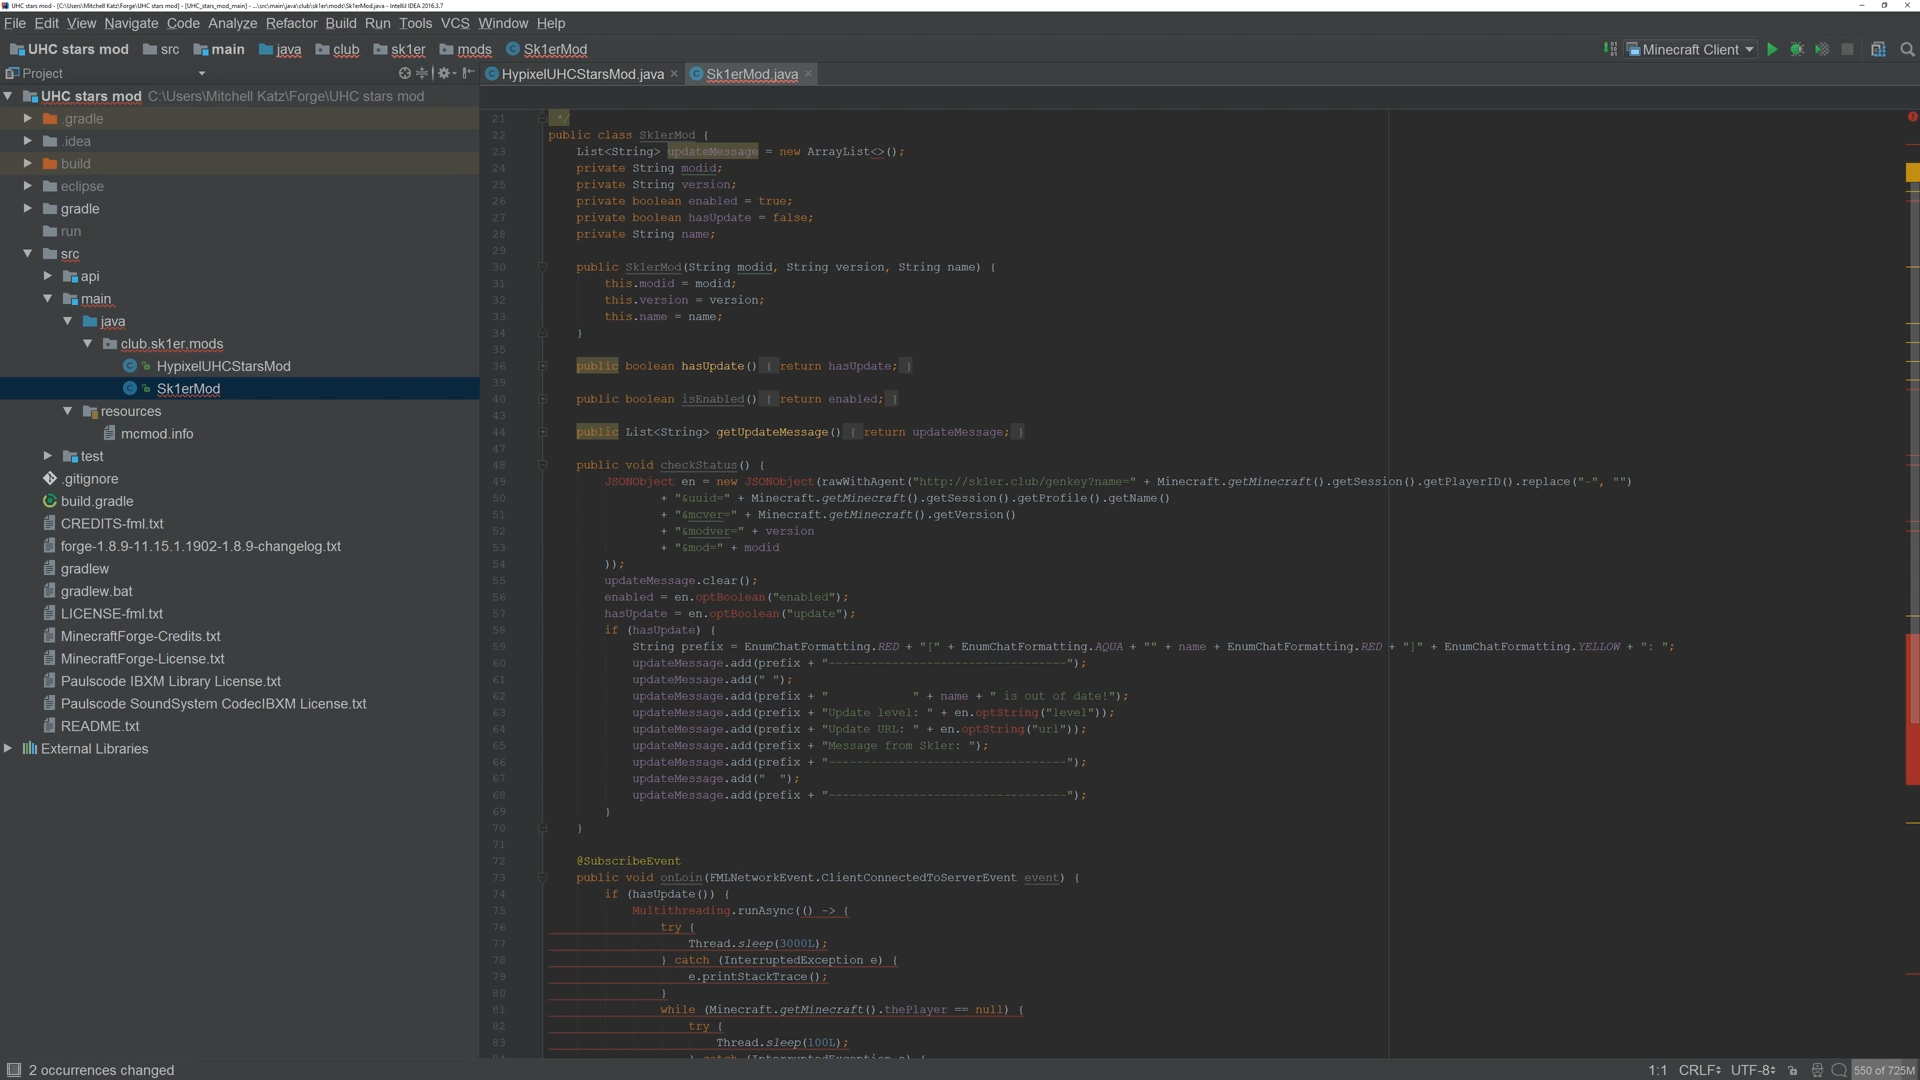 UHC stars mod - [C:\Users\Mitchell Katz\Forge\UHC stars mod] - [UHC_stars_mod_main] - ...\src\main\java\club\sk1er\mods\Sk1erMod.java - IntelliJ IDEA 2016.3.7
File Edit View Navigate Code Analyze Refactor Build Run Tools VCS Window Help
UHC stars mod src main java club sk1er mods Sk1erMod Minecraft Client
Project HypixelUHCStarsMod.java Sk1erMod.java
UHC stars mod C:\Users\Mitchell Katz\Forge\UHC stars mod
.gradle
.idea
build
eclipse
gradle
run
src
api
main
java
club.sk1er.mods
HypixelUHCStarsMod
Sk1erMod
resources
mcmod.info
test
.gitignore
build.gradle
CREDITS-fml.txt
forge-1.8.9-11.15.1.1902-1.8.9-changelog.txt
gradlew
gradlew.bat
LICENSE-fml.txt
MinecraftForge-Credits.txt
MinecraftForge-License.txt
Paulscode IBXM Library License.txt
Paulscode SoundSystem CodecIBXM License.txt
README.txt
External Libraries
21 */
22 public class Sk1erMod {
23 List<String> updateMessage = new ArrayList<>();
24 private String modid;
25 private String version;
26 private boolean enabled = true;
27 private boolean hasUpdate = false;
28 private String name;
29
30 public Sk1erMod(String modid, String version, String name) {
31 this.modid = modid;
32 this.version = version;
33 this.name = name;
34 }
35
36 public boolean hasUpdate() { return hasUpdate; }
39
40 public boolean isEnabled() { return enabled; }
43
44 public List<String> getUpdateMessage() { return updateMessage; }
47
48 public void checkStatus() {
49 JSONObject en = new JSONObject(rawWithAgent("http://sk1er.club/genkey?name=" + Minecraft.getMinecraft().getSession().getPlayerID().replace("-", "")
50 + "&uuid=" + Minecraft.getMinecraft().getSession().getProfile().getName()
51 + "&mcver=" + Minecraft.getMinecraft().getVersion()
52 + "&modver=" + version
53 + "&mod=" + modid
54 ));
55 updateMessage.clear();
56 enabled = en.optBoolean("enabled");
57 hasUpdate = en.optBoolean("update");
58 if (hasUpdate) {
59 String prefix = EnumChatFormatting.RED + "[" + EnumChatFormatting.AQUA + "" + name + EnumChatFormatting.RED + "]" + EnumChatFormatting.YELLOW + ": ";
60 updateMessage.add(prefix + "----------------------------------");
61 updateMessage.add(" ");
62 updateMessage.add(prefix + "            " + name + " is out of date!");
63 updateMessage.add(prefix + "Update level: " + en.optString("level"));
64 updateMessage.add(prefix + "Update URL: " + en.optString("url"));
65 updateMessage.add(prefix + "Message from Sk1er: ");
66 updateMessage.add(prefix + "----------------------------------");
67 updateMessage.add("  ");
68 updateMessage.add(prefix + "----------------------------------");
69 }
70 }
71
72 @SubscribeEvent
73 public void onLoin(FMLNetworkEvent.ClientConnectedToServerEvent event) {
74 if (hasUpdate()) {
75 Multithreading.runAsync(() -> {
76 try {
77 Thread.sleep(3000L);
78 } catch (InterruptedException e) {
79 e.printStackTrace();
80 }
81 while (Minecraft.getMinecraft().thePlayer == null) {
82 try {
83 Thread.sleep(100L);
84 } catch (InterruptedException e) {
2 occurrences changed 1:1 CRLF UTF-8 550 of 725M